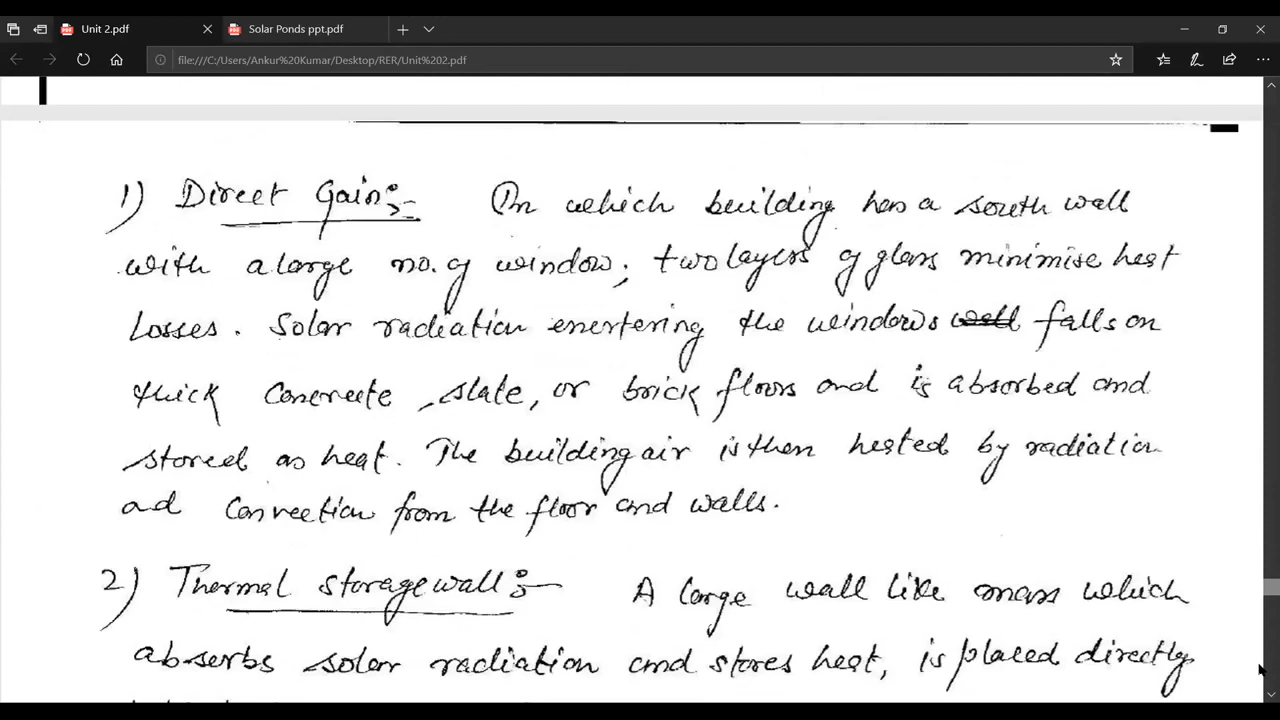 Unit 2.pdf
Solar Ponds ppt.pdf
file:///C:/Users/Ankur%20Kumar/Desktop/RER/Unit%202.pdf
1) Direct Gain:- In which building has a south wall
with a large no. of window; two layers of glass minimise heat
losses. Solar radiation enertering the windows wall falls on
thick Concreete, slate, or brick floors and is absorbed and
stored as heat. The building air is then heated by radiation
ad Convection from the floor and walls.
2) Thermal storage wall:- A large wall like mass which
absorbs solar radiation and stores heat, is placed directly